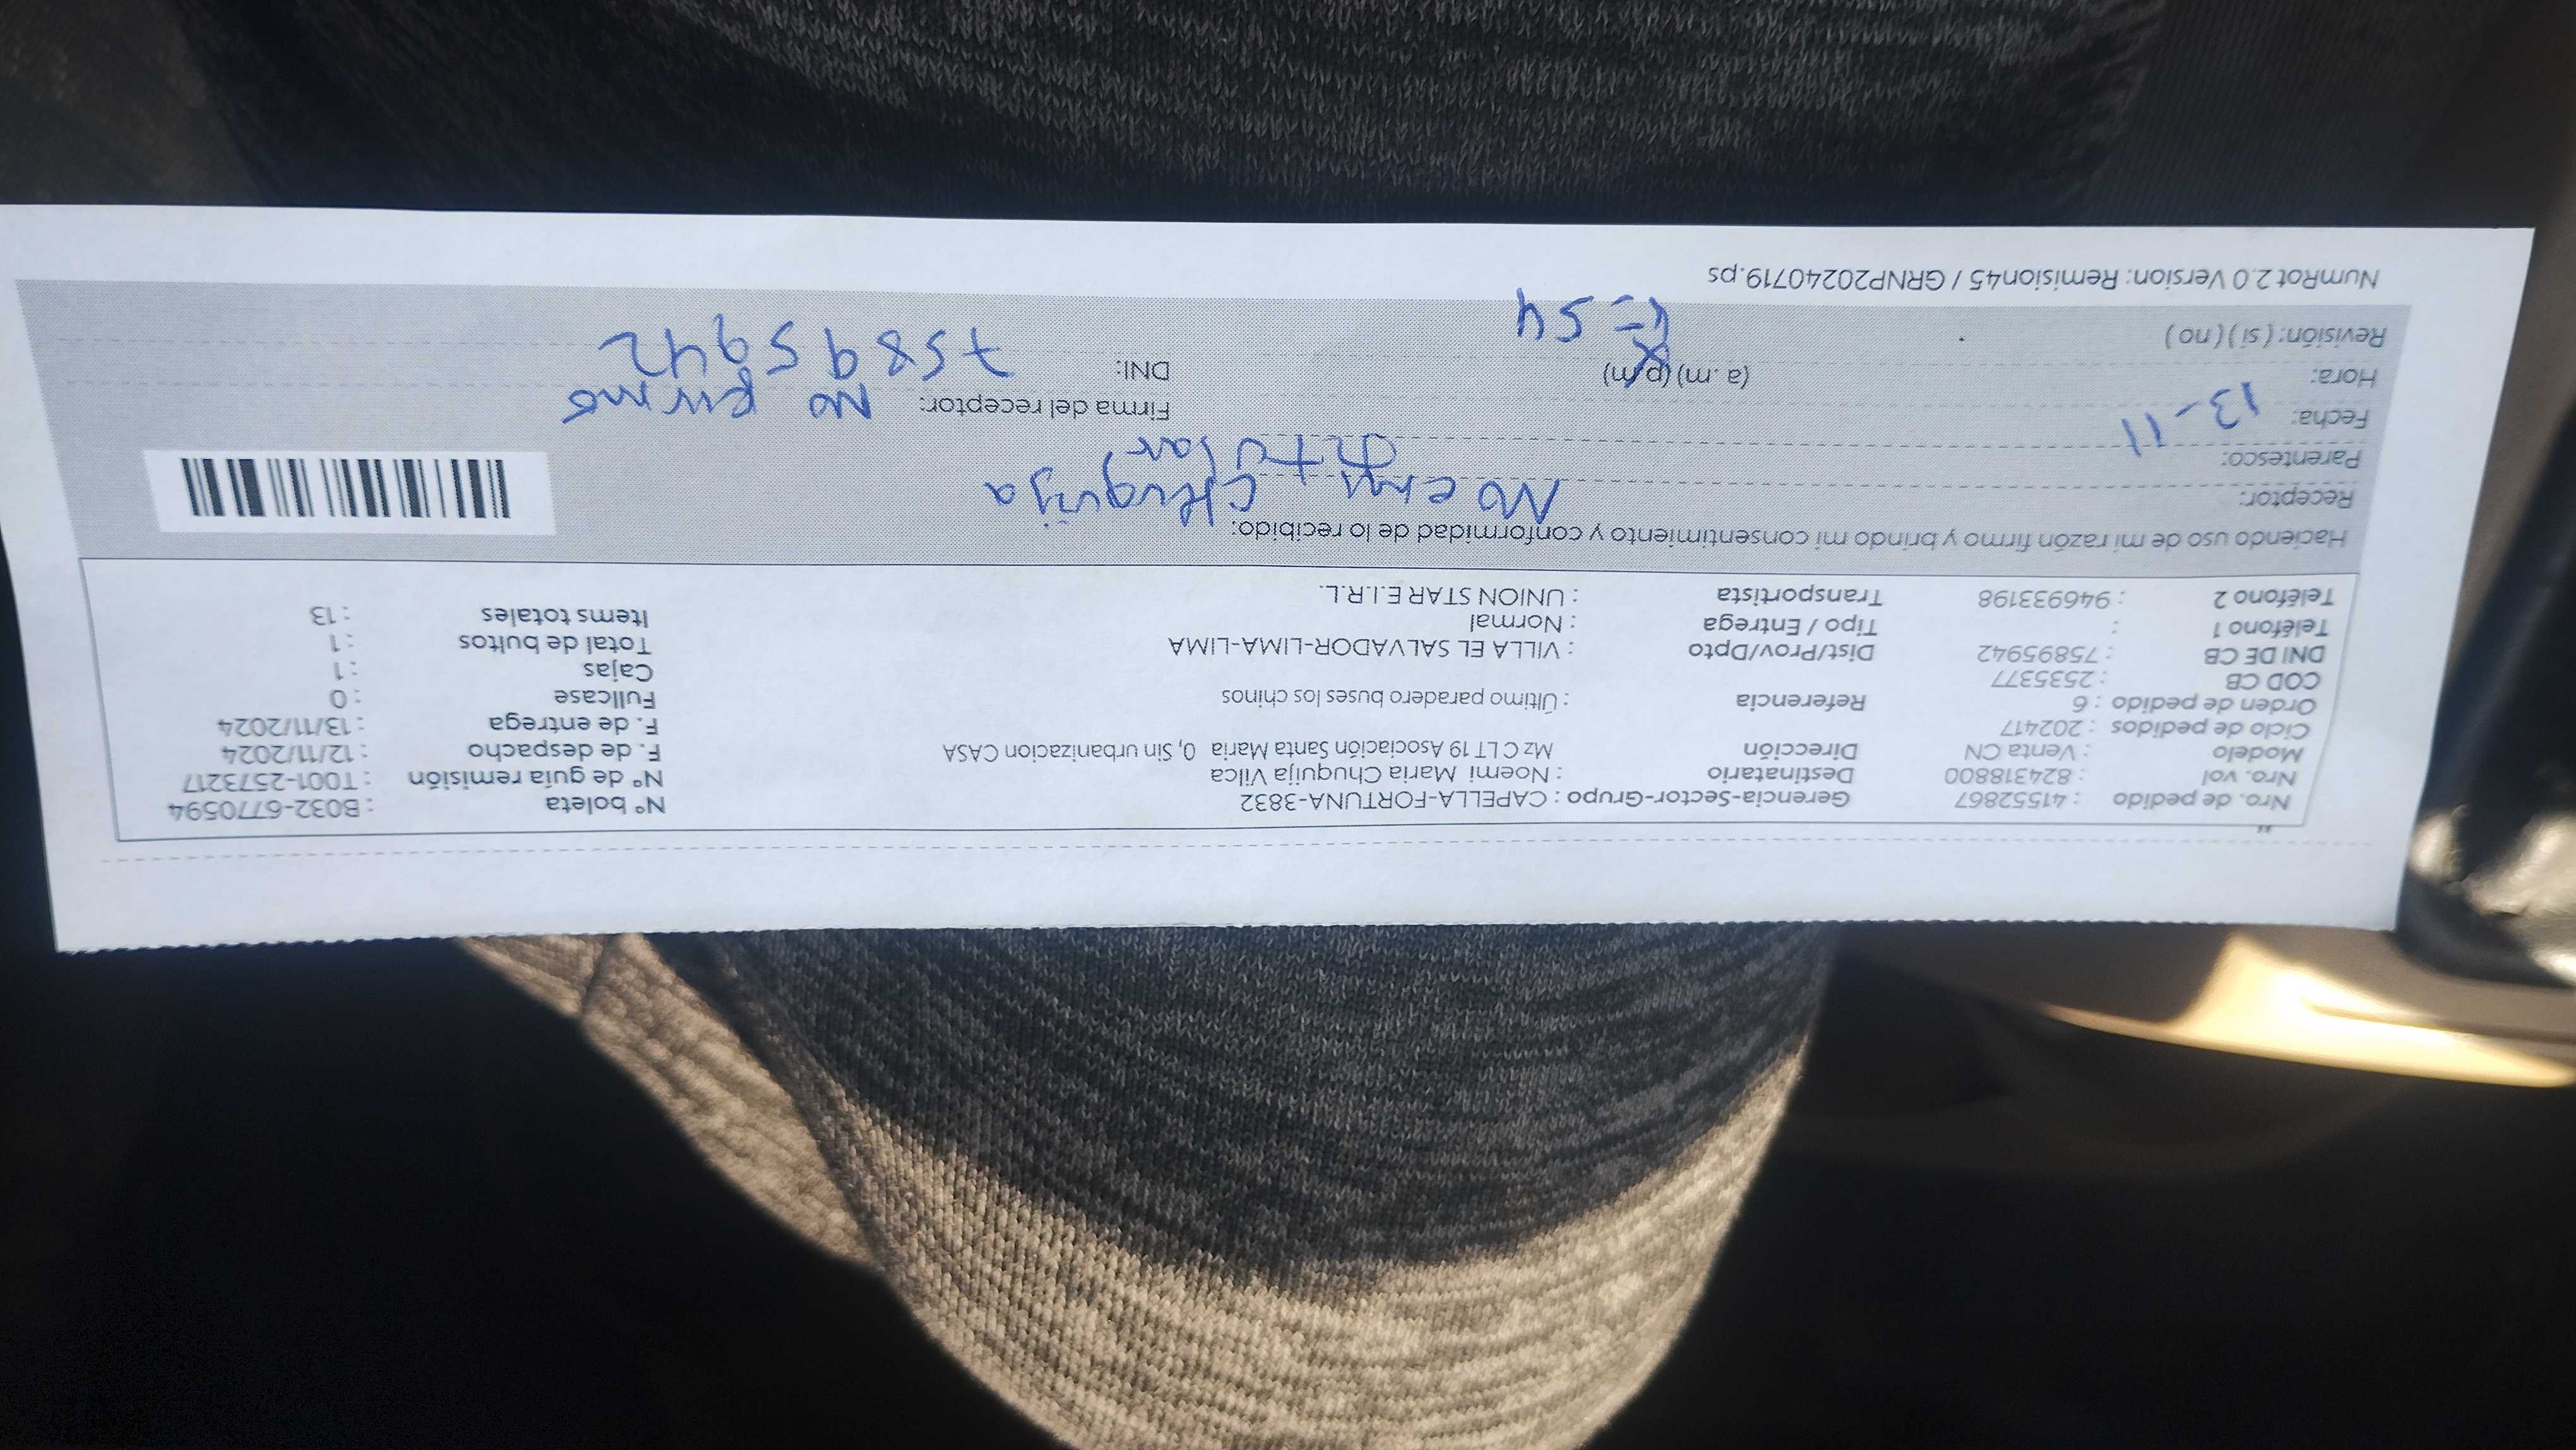 Nro. de pedido : 41552867 Gerencia-Sector-Grupo : CAPELLA-FORTUNA-3832 N° boleta : B032-6770594
Nro. vol : 824318800 Destinatario : Noemi Maria Chuquija Vilca N° de guía remisión : T001-2573217
Modelo : Venta CN Dirección Mz C LT 19 Asociación Santa Maria 0, Sin urbanizacion CASA F. de despacho : 12/11/2024
Ciclo de pedidos : 202417 F. de entrega : 13/11/2024
Orden de pedido : 6 Referencia : Último paradero buses los chinos Fullcase : 0
COD CB : 2535377 Cajas : 1
DNI DE CB : 75895942 Dist/Prov/Dpto : VILLA EL SALVADOR-LIMA-LIMA Total de bultos : 1
Teléfono 1 : Tipo / Entrega : Normal Items totales : 13
Teléfono 2 : 946933198 Transportista : UNION STAR E.I.R.L.
Haciendo uso de mi razón firmo y brindo mi consentimiento y conformidad de lo recibido:
Receptor: Noemi Chuquija
Parentesco: titular
Fecha: 13-11 Firma del receptor: No firmo
Hora: (a. m) (p.m) DNI: 75895942
Revisión: ( si ) ( no )
NumRot 2.0 Version: Remision45 / GRNP20240719.ps